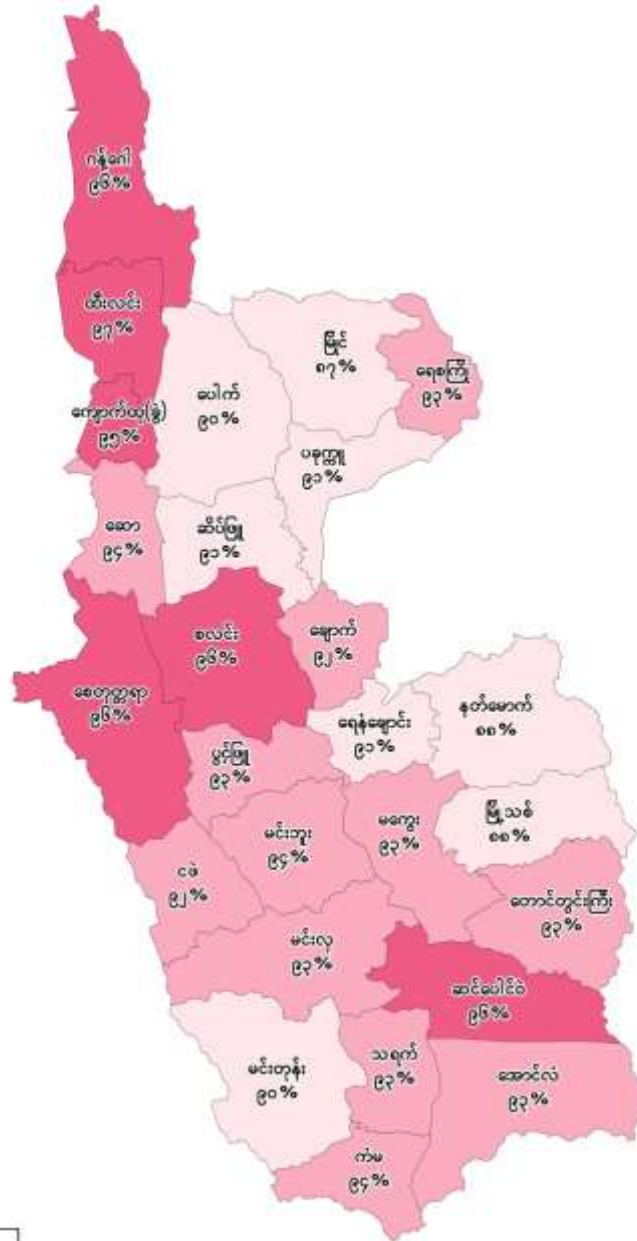 ဂန့်ဂေါ
၉၆%
ထီးလင်း
၉၇%
မြိုင်
၈၇%
ရေစကြို
၉၃%
ပေါက်
၉၀%
ကျောက်ထု(ခွဲ)
၉၅%
ပခုက္ကူ
၉၁%
ဆော
၉၄%
ဆိပ်ဖြူ
၉၁%
စလင်း
၉၆%
ချောက်
၉၂%
စေတုတ္တရာ
၉၆%
နတ်မောက်
၈၈%
ရေနံချောင်း
၉၁%
ပွင့်ဖြူ
၉၃%
မြို့သစ်
၈၈%
မင်းဘူး
၉၄%
မကွေး
၉၃%
ငဖဲ
၉၂%
တောင်တွင်းကြီး
၉၃%
မင်းလှ
၉၃%
ဆင်ပေါင်ဝဲ
၉၆%
မင်းတုန်း
၉၀%
သရက်
၉၃%
အောင်လံ
၉၃%
ကံမ
၉၄%